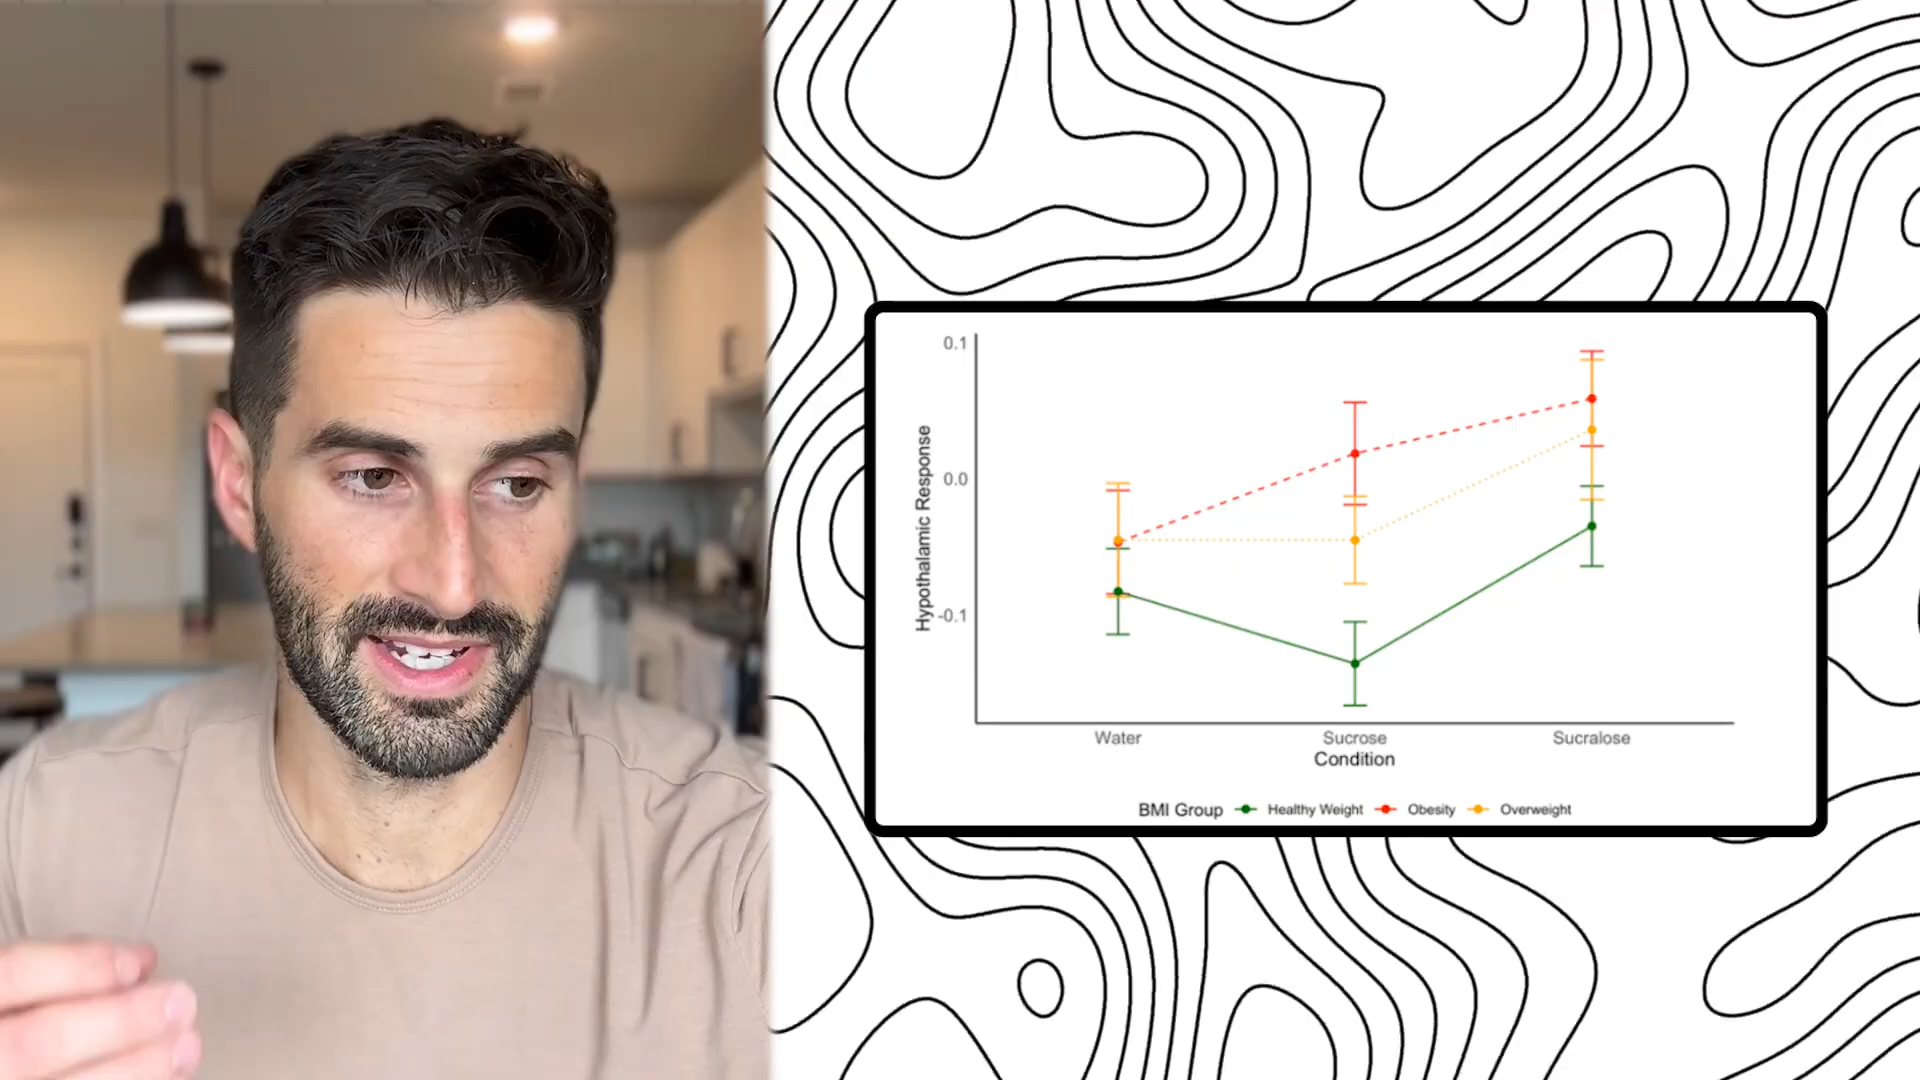 0.1
0.0
-0.1
Hypothalamic Response
Water Sucrose Sucralose
Condition
BMI Group Healthy Weight Obesity Overweight